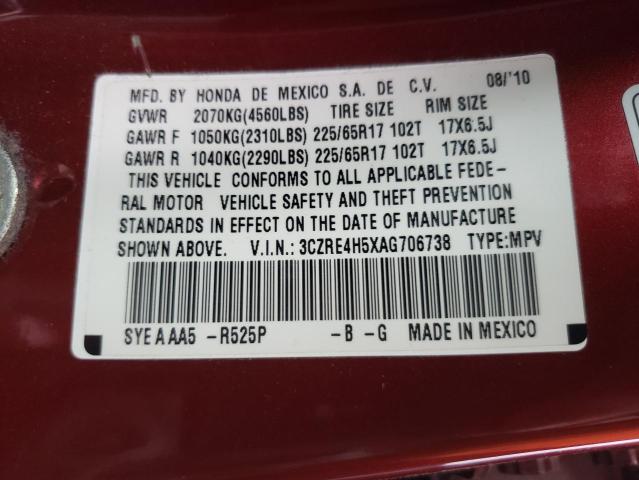 MFD. BY HONDA DE MEXICO S.A. DE C.V. 08/'10
GVWR 2070KG(4560LBS) TIRE SIZE RIM SIZE
GAWR F 1050KG(2310LBS) 225/65R17 102T 17X6.5J
GAWR R 1040KG(2290LBS) 225/65R17 102T 17X6.5J
THIS VEHICLE CONFORMS TO ALL APPLICABLE FEDE-
RAL MOTOR VEHICLE SAFETY AND THEFT PREVENTION
STANDARDS IN EFFECT ON THE DATE OF MANUFACTURE
SHOWN ABOVE. V.I.N.: 3CZRE4H5XAG706738 TYPE:MPV
SYE A AA5 -R525P -B -G MADE IN MEXICO